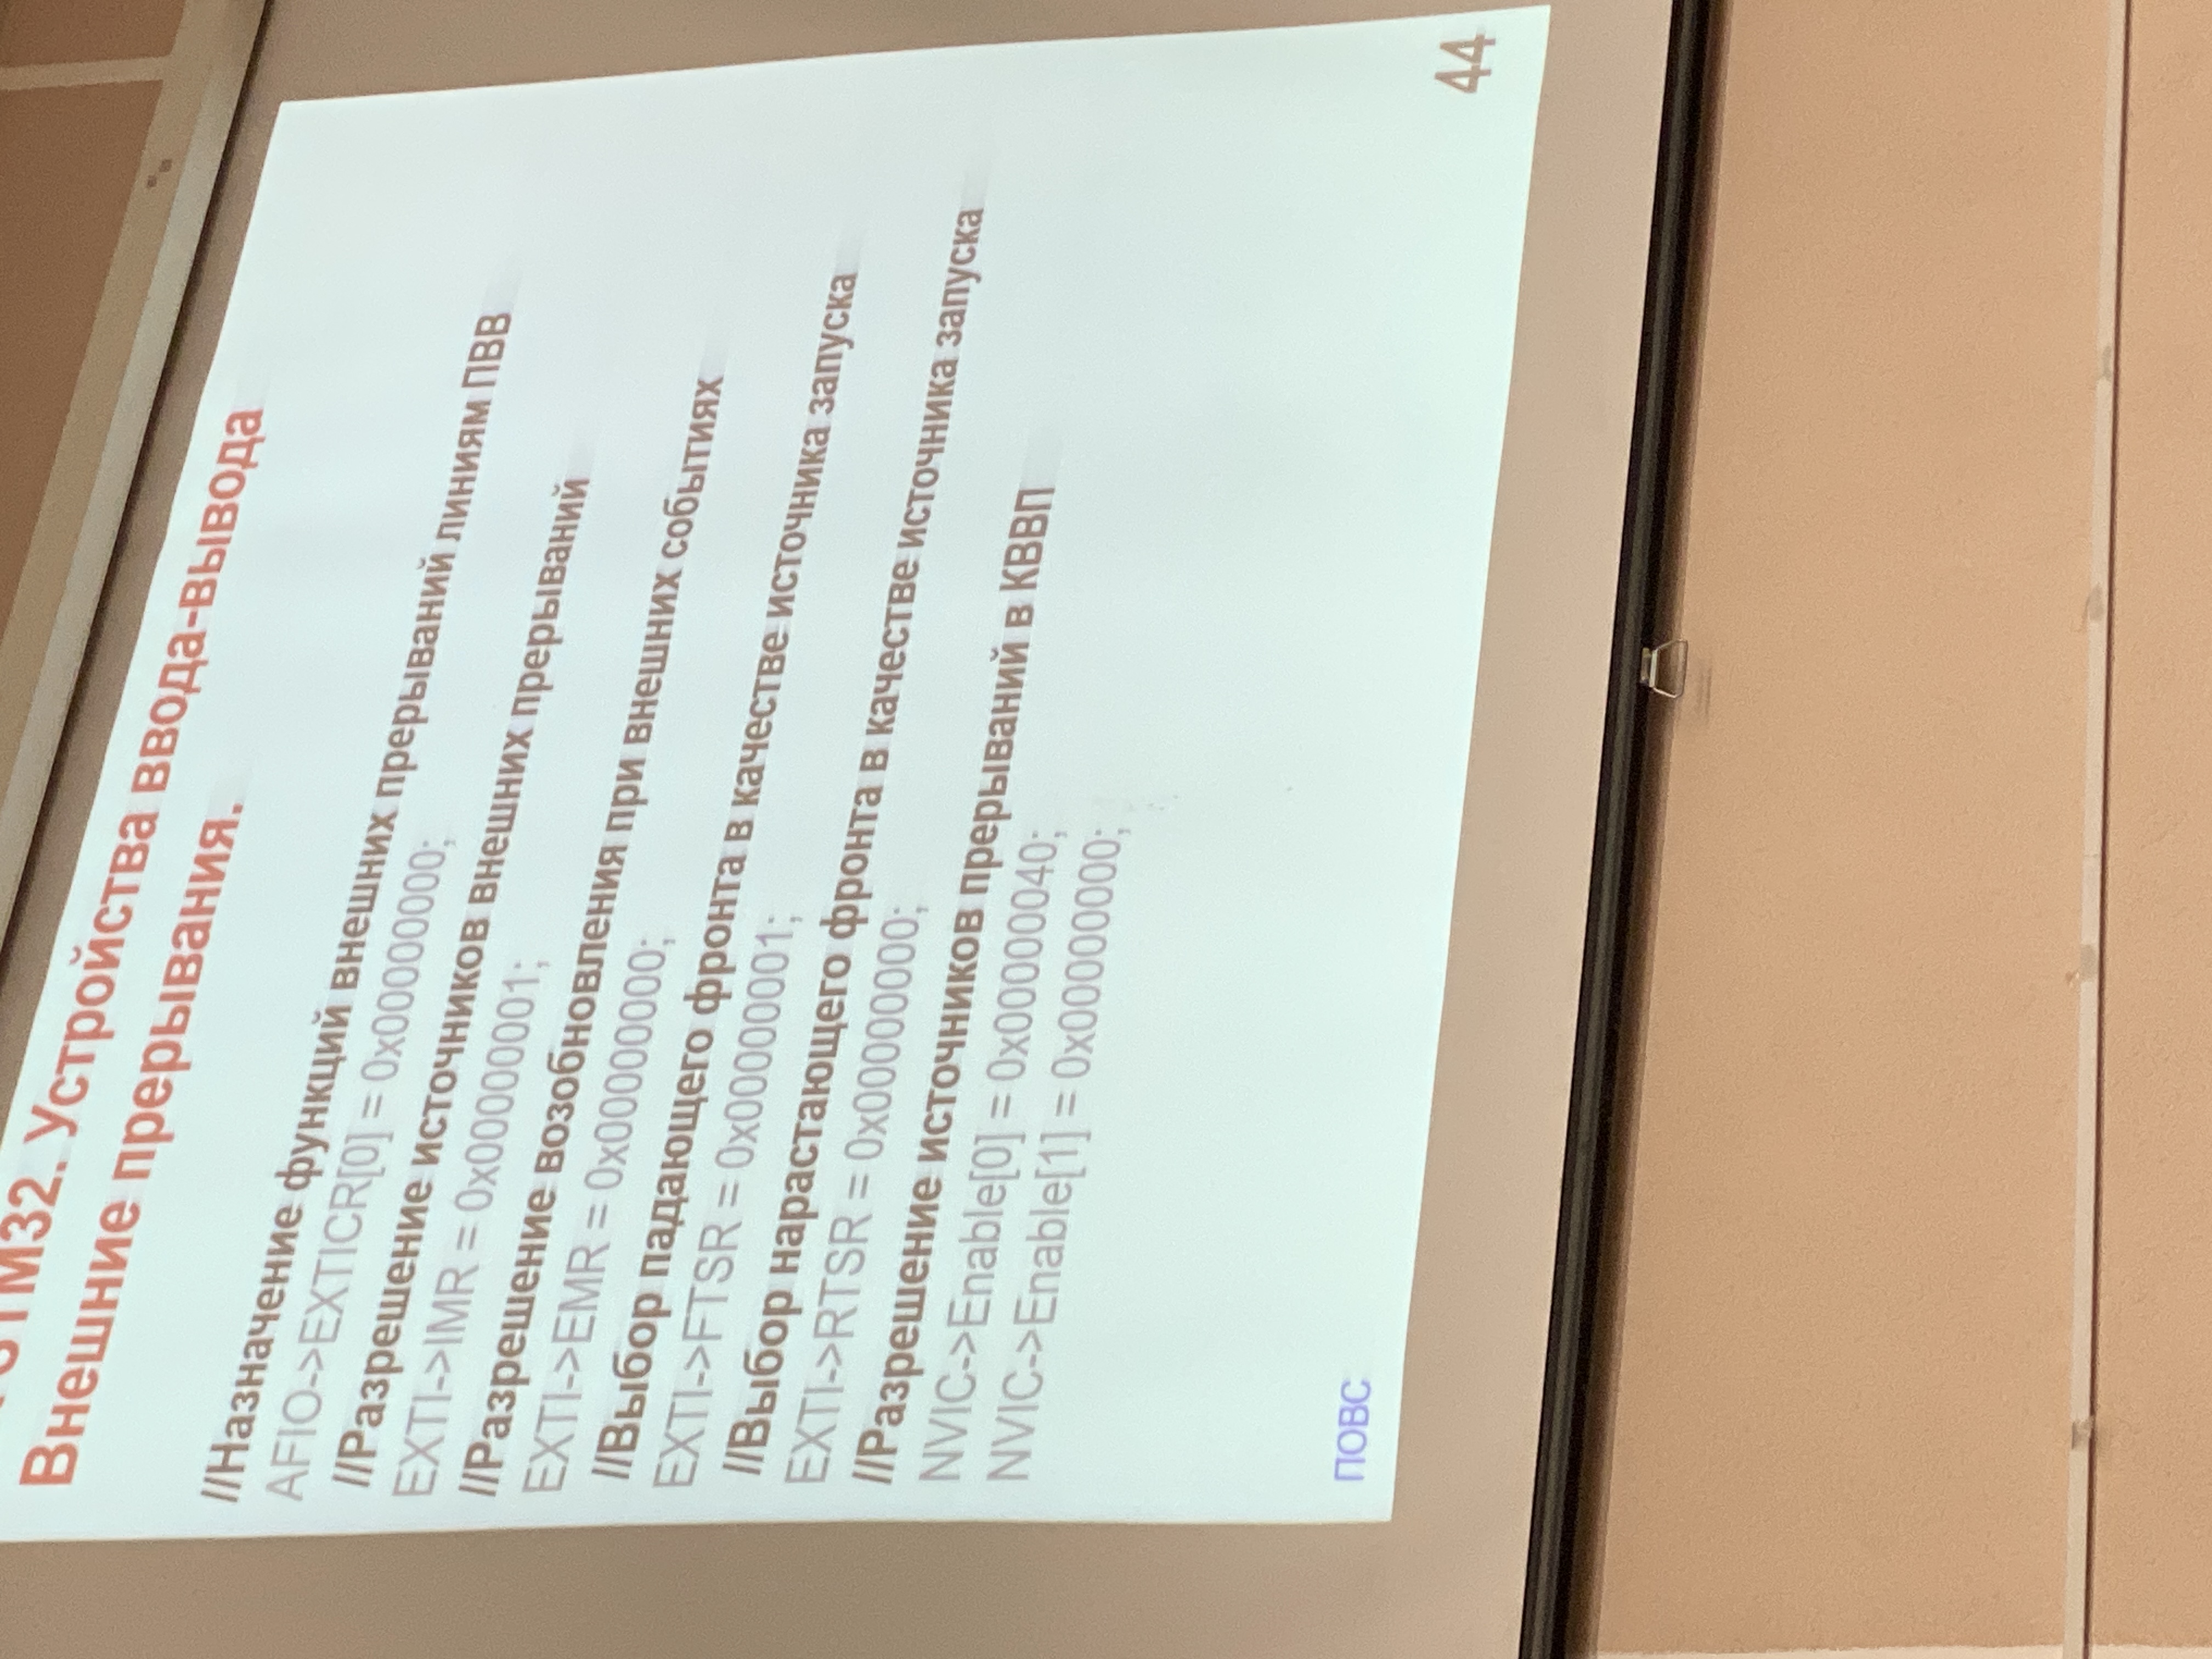 STM32. Устройства ввода-вывода
Внешние прерывания.
//Назначение функций внешних прерываний линиям ПВВ
AFIO->EXTICR[0] = 0x00000000;
//Разрешение источников внешних прерываний
EXTI->IMR = 0x00000001;
//Разрешение возобновления при внешних событиях
EXTI->EMR = 0x00000000;
//Выбор падающего фронта в качестве источника запуска
EXTI->FTSR = 0x00000001;
//Выбор нарастающего фронта в качестве источника запуска
EXTI->RTSR = 0x00000000;
//Разрешение источников прерываний в КВВП
NVIC->Enable[0] = 0x00000040;
NVIC->Enable[1] = 0x00000000;
ПОВС
44